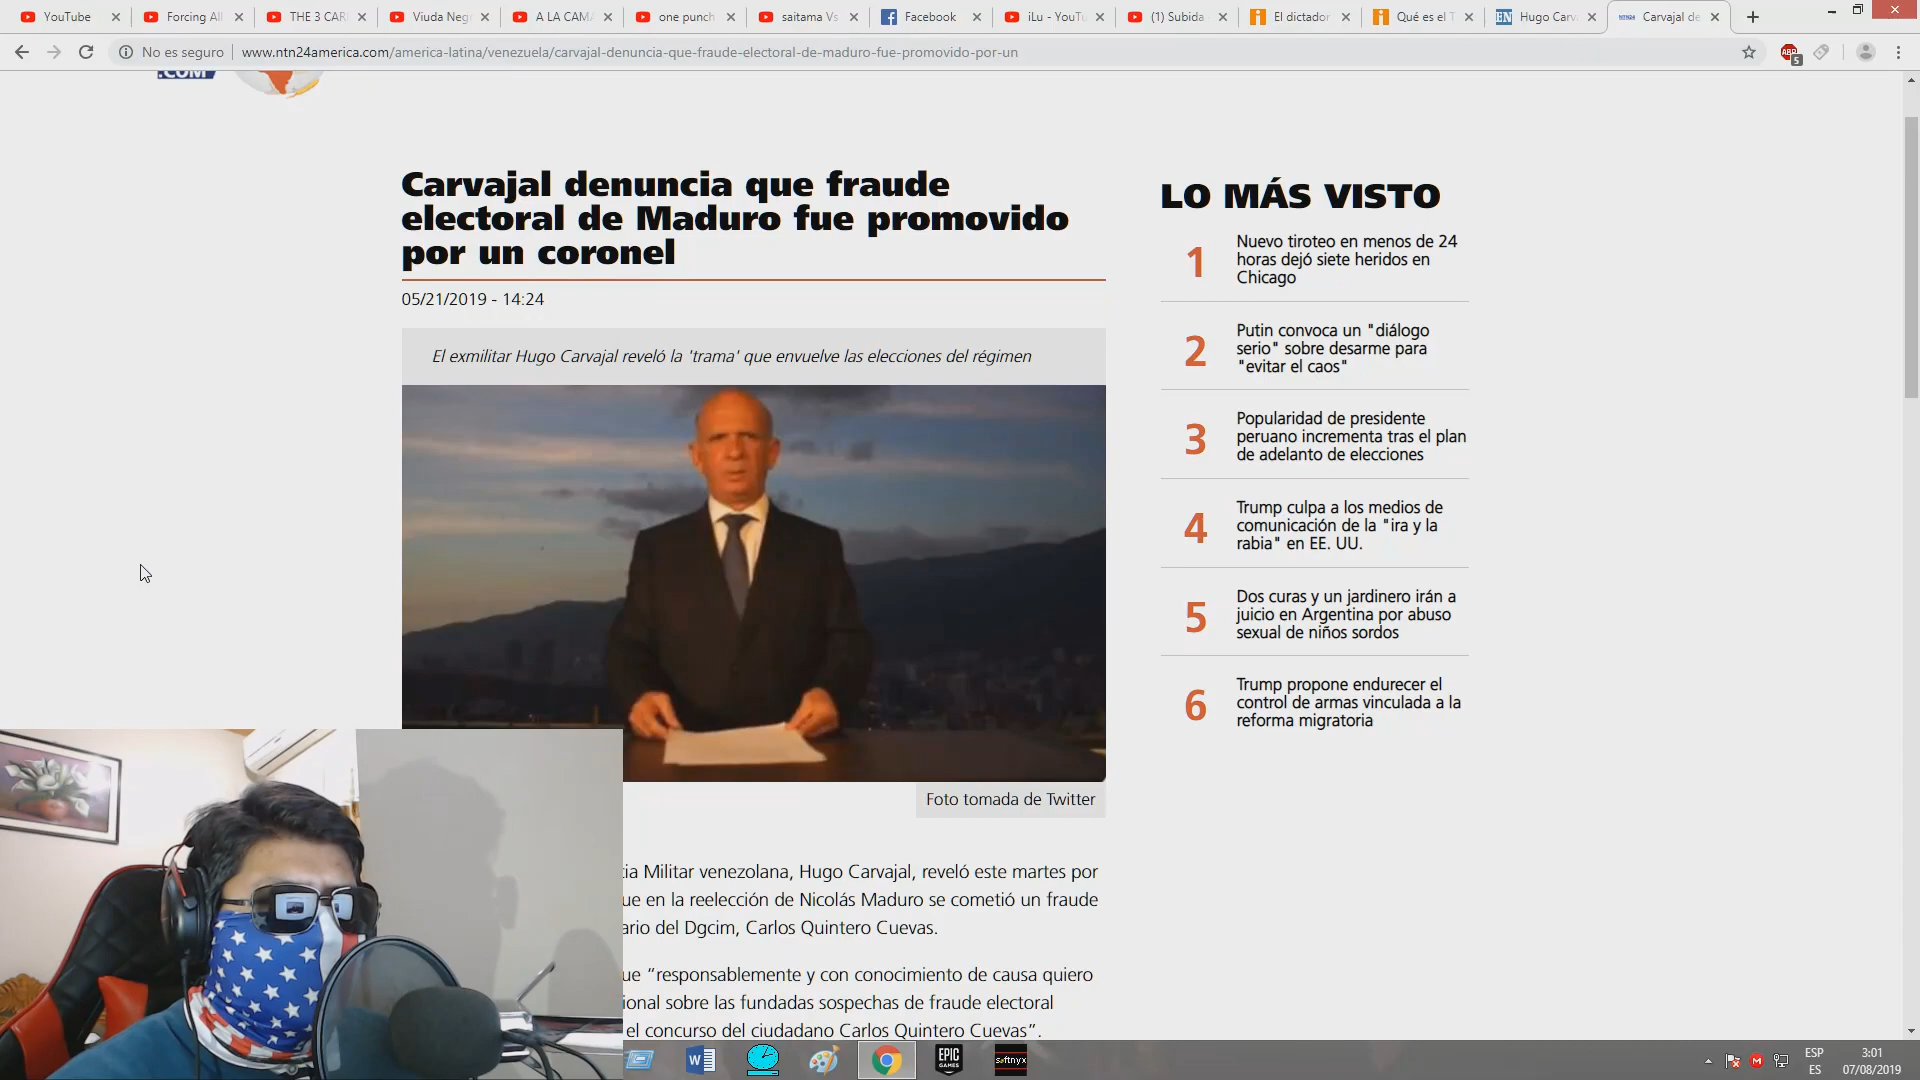 YouTube
Forcing All
THE 3 CAR
Viuda Neg
A LA CAMA
one punch
saitama Vs
Facebook
iLu - YouTu
(1) Subida
El dictador
Qué es el T
Hugo Carv
Carvajal de
No es seguro
www.ntn24america.com/america-latina/venezuela/carvajal-denuncia-que-fraude-electoral-de-maduro-fue-promovido-por-un
ABP
5
.COM
Carvajal denuncia que fraude
electoral de Maduro fue promovido
por un coronel
05/21/2019 - 14:24
El exmilitar Hugo Carvajal reveló la 'trama' que envuelve las elecciones del régimen
Foto tomada de Twitter
cia Militar venezolana, Hugo Carvajal, reveló este martes por
ue en la reelección de Nicolás Maduro se cometió un fraude
ario del Dgcim, Carlos Quintero Cuevas.
ue “responsablemente y con conocimiento de causa quiero
ional sobre las fundadas sospechas de fraude electoral
el concurso del ciudadano Carlos Quintero Cuevas”.
LO MÁS VISTO
1
Nuevo tiroteo en menos de 24
horas dejó siete heridos en
Chicago
2
Putin convoca un "diálogo
serio" sobre desarme para
"evitar el caos"
3
Popularidad de presidente
peruano incrementa tras el plan
de adelanto de elecciones
4
Trump culpa a los medios de
comunicación de la "ira y la
rabia" en EE. UU.
5
Dos curas y un jardinero irán a
juicio en Argentina por abuso
sexual de niños sordos
6
Trump propone endurecer el
control de armas vinculada a la
reforma migratoria
EPIC
GAMES
softnyx
ESP
ES
3:01
07/08/2019